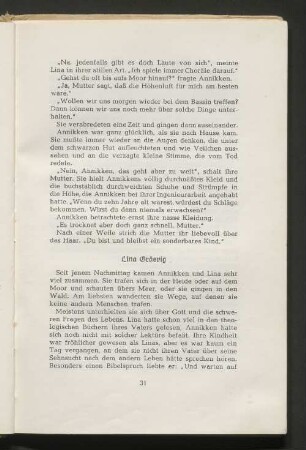 „Na, jedenfalls gibt es doch Laute von sich", meinte
Lina in ihrer stillen Art. „Ich spiele immer Choräle darauf."
„Gehst du oft bis aufs Moor hinauf?" fragte Annikken.
„Ja, Mutter sagt, daß die Höhenluft für mich am besten
wäre."
„Wollen wir uns morgen wieder bei dem Bassin treffen?
Dann können wir uns doch noch mehr über solche Dinge unter-
halten."
Sie verabredeten eine Zeit und gingen dann auseinander.
Annikken war ganz glücklich, als sie nach Hause kam.
Sie mußte immer wieder an die Augen denken, die unter
dem schwarzen Hut aufleuchteten und wie Veilchen aus-
sahen und an die verzagte kleine Stimme, die vom Tod
redete.
„Nein, Annikken, das geht aber zu weit", schalt ihre
Mutter. Sie hielt Annikkens völlig durchnäßtes Kleid und
die buchstäblich durchweichten Schuhe und Strümpfe in
die Höhe, die Annikken bei ihrer Ingenieurarbeit angehabt
hatte. „Wenn du zehn Jahre alt wärest, würdest du Schläge
bekommen. Wirst du denn niemals erwachsen?"
Annikken betrachtete ernst ihre nasse Kleidung.
„Es trocknet aber doch ganz schnell, Mutter."
Nach einer Weile strich die Mutter ihr liebevoll über
das Haar. „Du bist und bleibst ein sonderbares Kind."
Lina
Seit jenem Nachmittag kamen Annikken und Lina sehr
viel zusammen. Sie trafen sich in der Heide oder auf dem
Moor und schauten übers Meer, oder sie gingen in den
Wald. Am liebsten wanderten sie Wege, auf denen sie
keine anderen Menschen trafen.
Meistens unterhielten sie sich über Gott und die schwe-
ren Fragen des Lebens. Lina hatte schon viel in den theo-
logischen Büchern ihres Vaters gelesen. Annikken hatte
sich noch nicht mit solcher Lektüre befaßt. Ihre Kindheit
war fröhlicher gewesen als Linas, aber es war kaum ein
Tag vergangen, an dem sie nicht ihren Vater über seine
Sehnsucht nach dem andern Leben hätte sprechen hören.
Besonders einen Bibelspruch liebte er: „Und warum auf
31